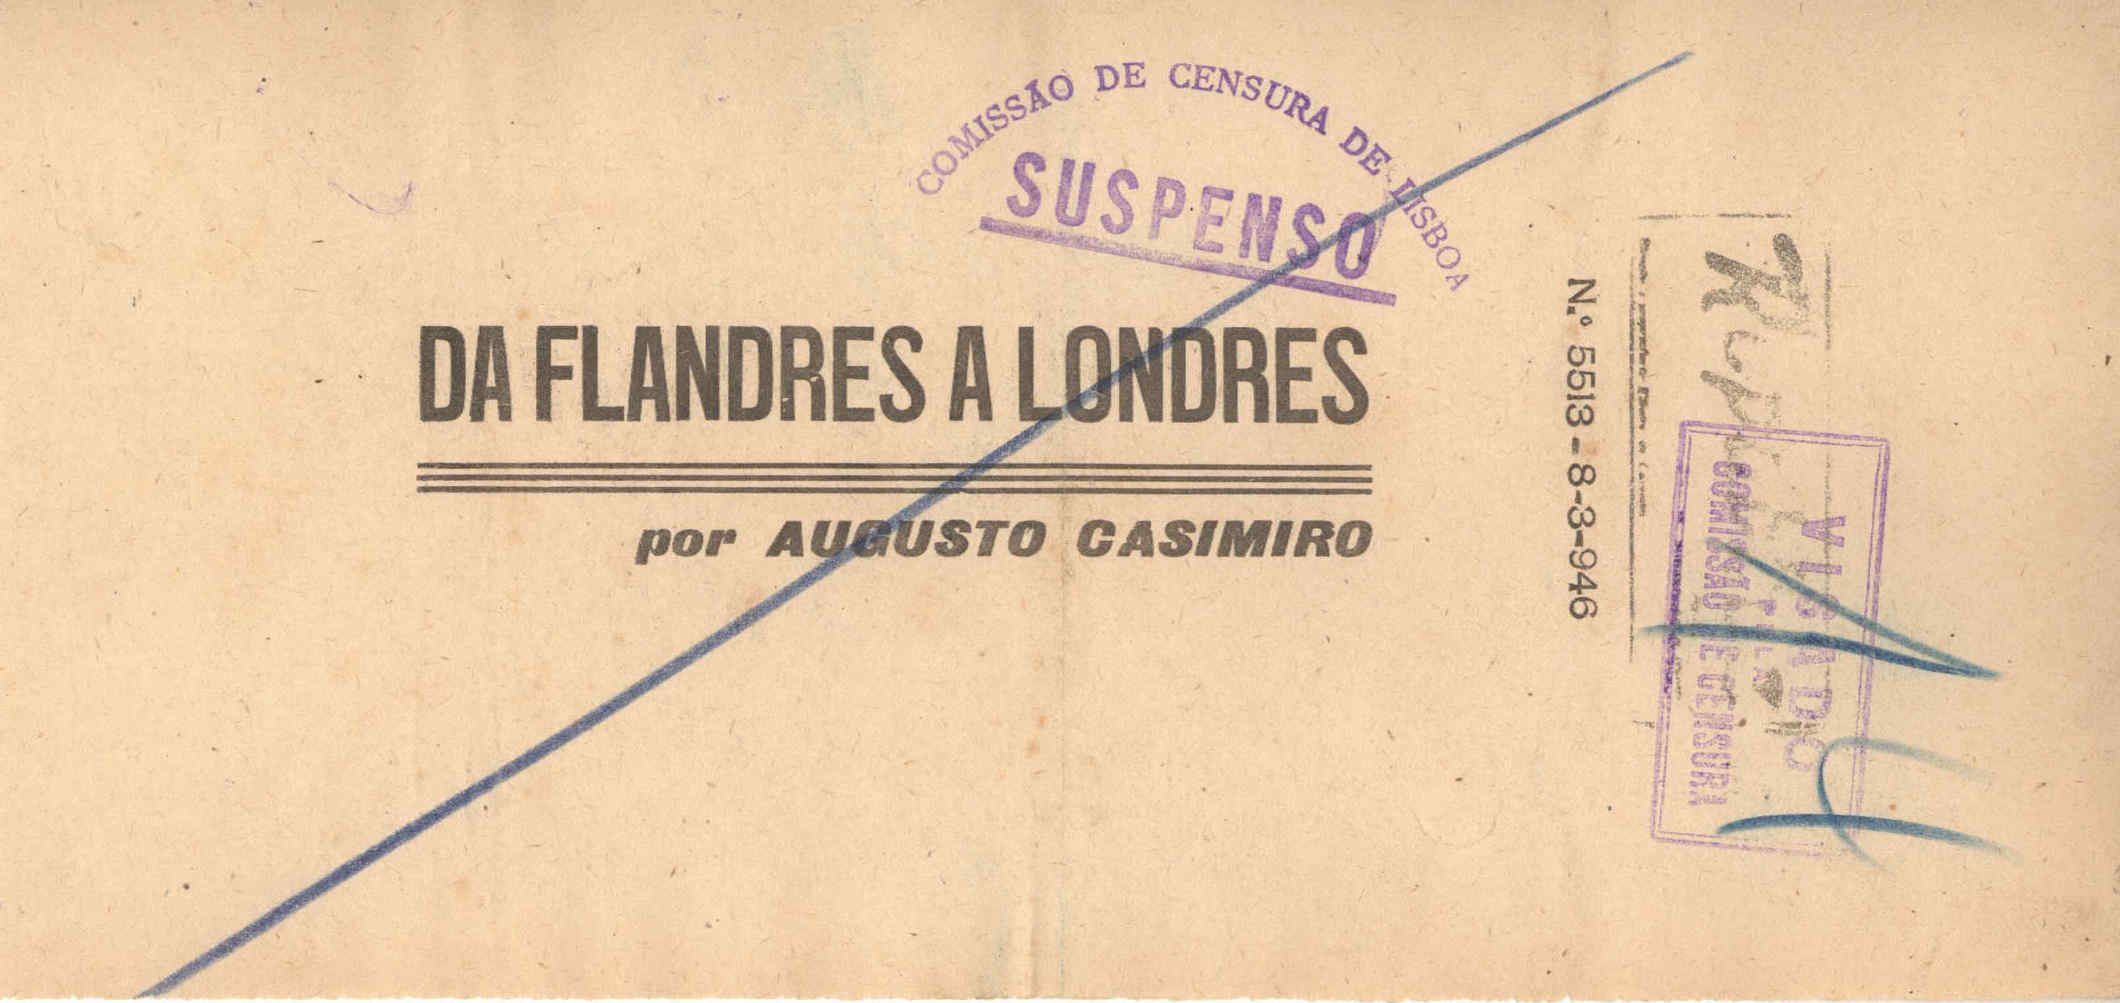 COMISSÃO DE CENSURA DE LISBOA
SUSPENSO
DA FLANDRES A LONDRES
por AUGUSTO CASIMIRO
N.º 5513-8-3-946
VISADO
PELA
COMISSÃO DE CENSURA